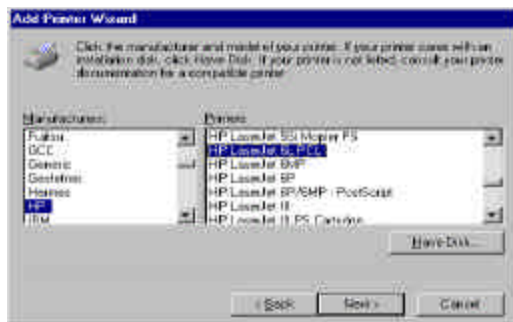 Add Printer Wizard
Click the manufacturer and model of your printer. If your printer comes with an
installation disk, click Have Disk. If your printer is not listed, consult your printer
documentation for a compatible printer.
Manufacturers:
Fujitsu
GCC
Generic
Gestetner
Hermes
HP
IBM
Printers:
HP LaserJet 5Si Mopier PS
HP LaserJet 6L PCL
HP LaserJet 6MP
HP LaserJet 6P
HP LaserJet 6P/6MP - PostScript
HP LaserJet III
HP LaserJet PS Cartridge
Have Disk...
< Back
Next >
Cancel